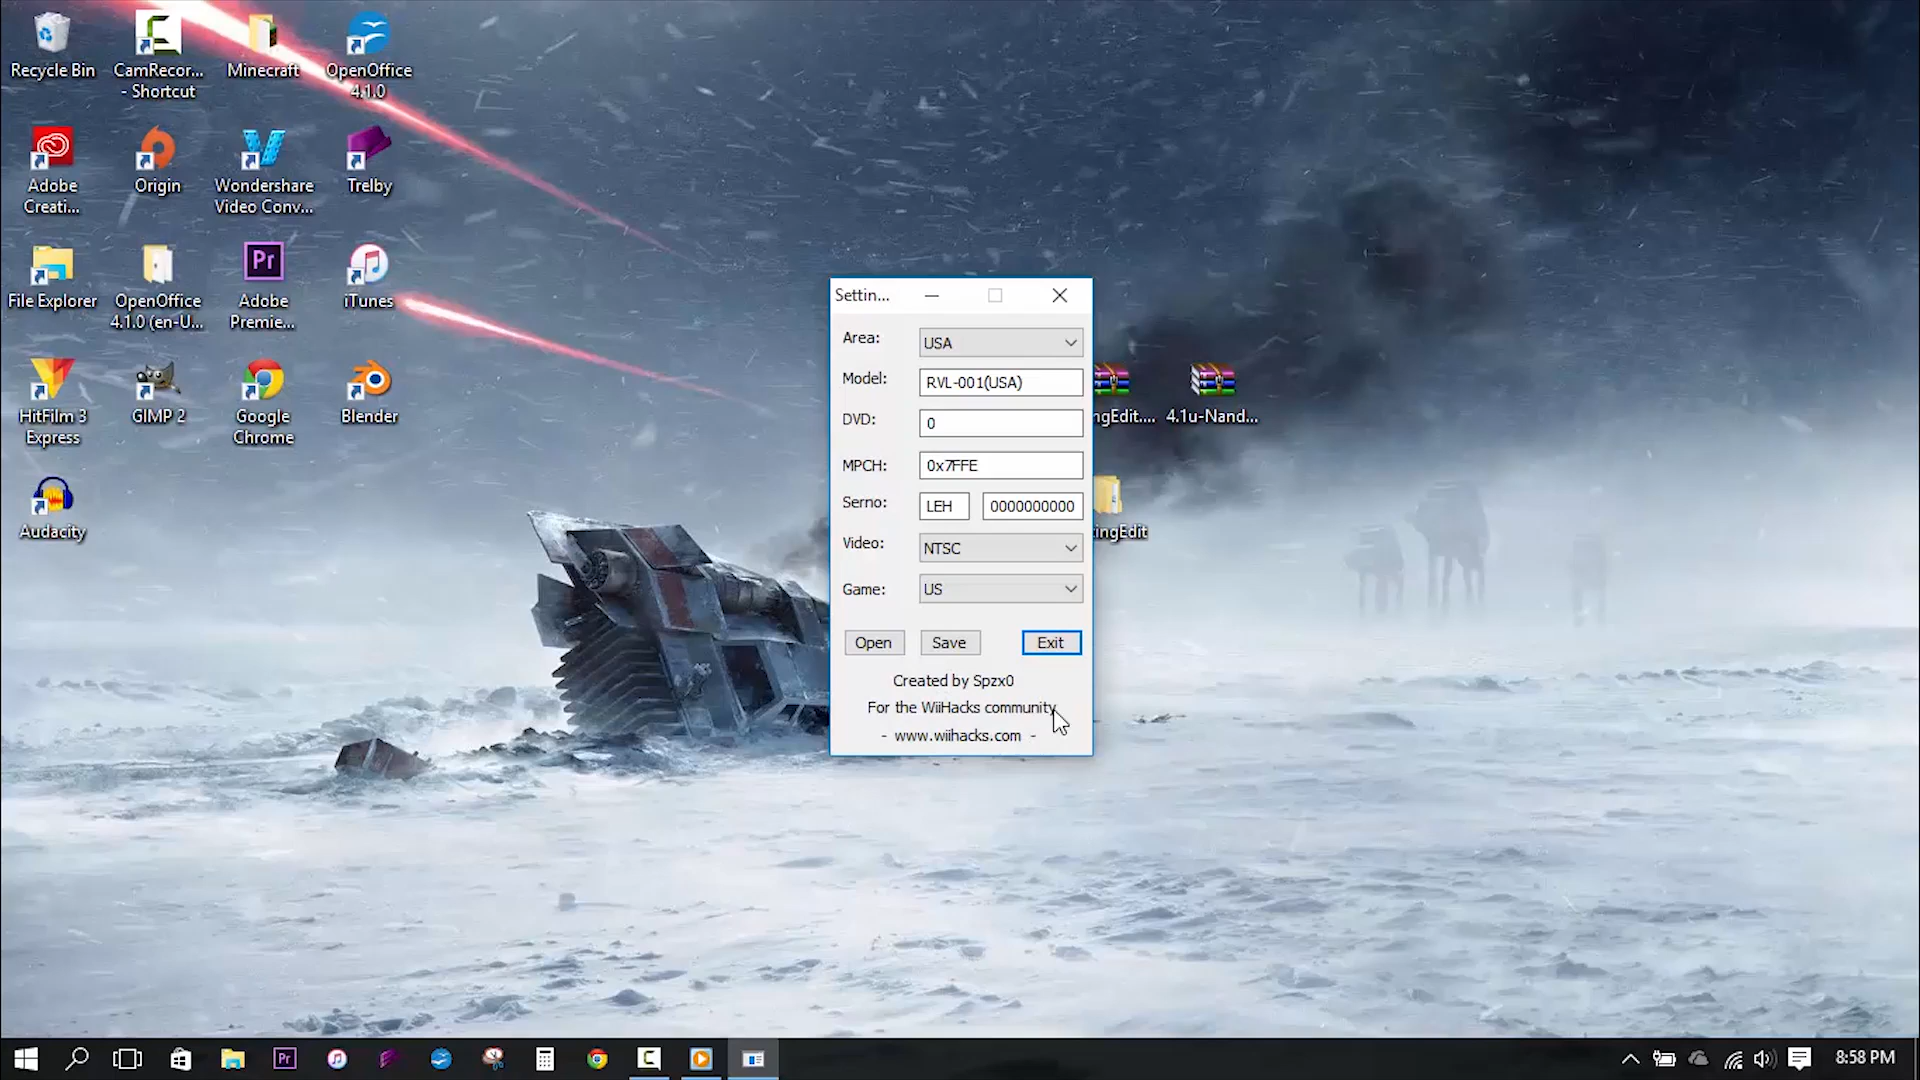 Recycle Bin
CamRecor...
- Shortcut
Minecraft
OpenOffice
4.1.0
Adobe
Creati...
Origin
Wondershare
Video Conv...
Trelby
File Explorer
OpenOffice
4.1.0 (en-U...
Pr
Adobe
Premie...
iTunes
HitFilm 3
Express
GIMP 2
Google
Chrome
Blender
Audacity
Settin...
Area:
USA
Model:
RVL-001(USA)
DVD:
0
MPCH:
0x7FFE
Serno:
LEH
0000000000
Video:
NTSC
Game:
US
Open
Save
Exit
Created by Spzx0
For the WiiHacks community
- www.wiihacks.com -
ngEdit....
4.1u-Nand...
ingEdit
Pr
8:58 PM